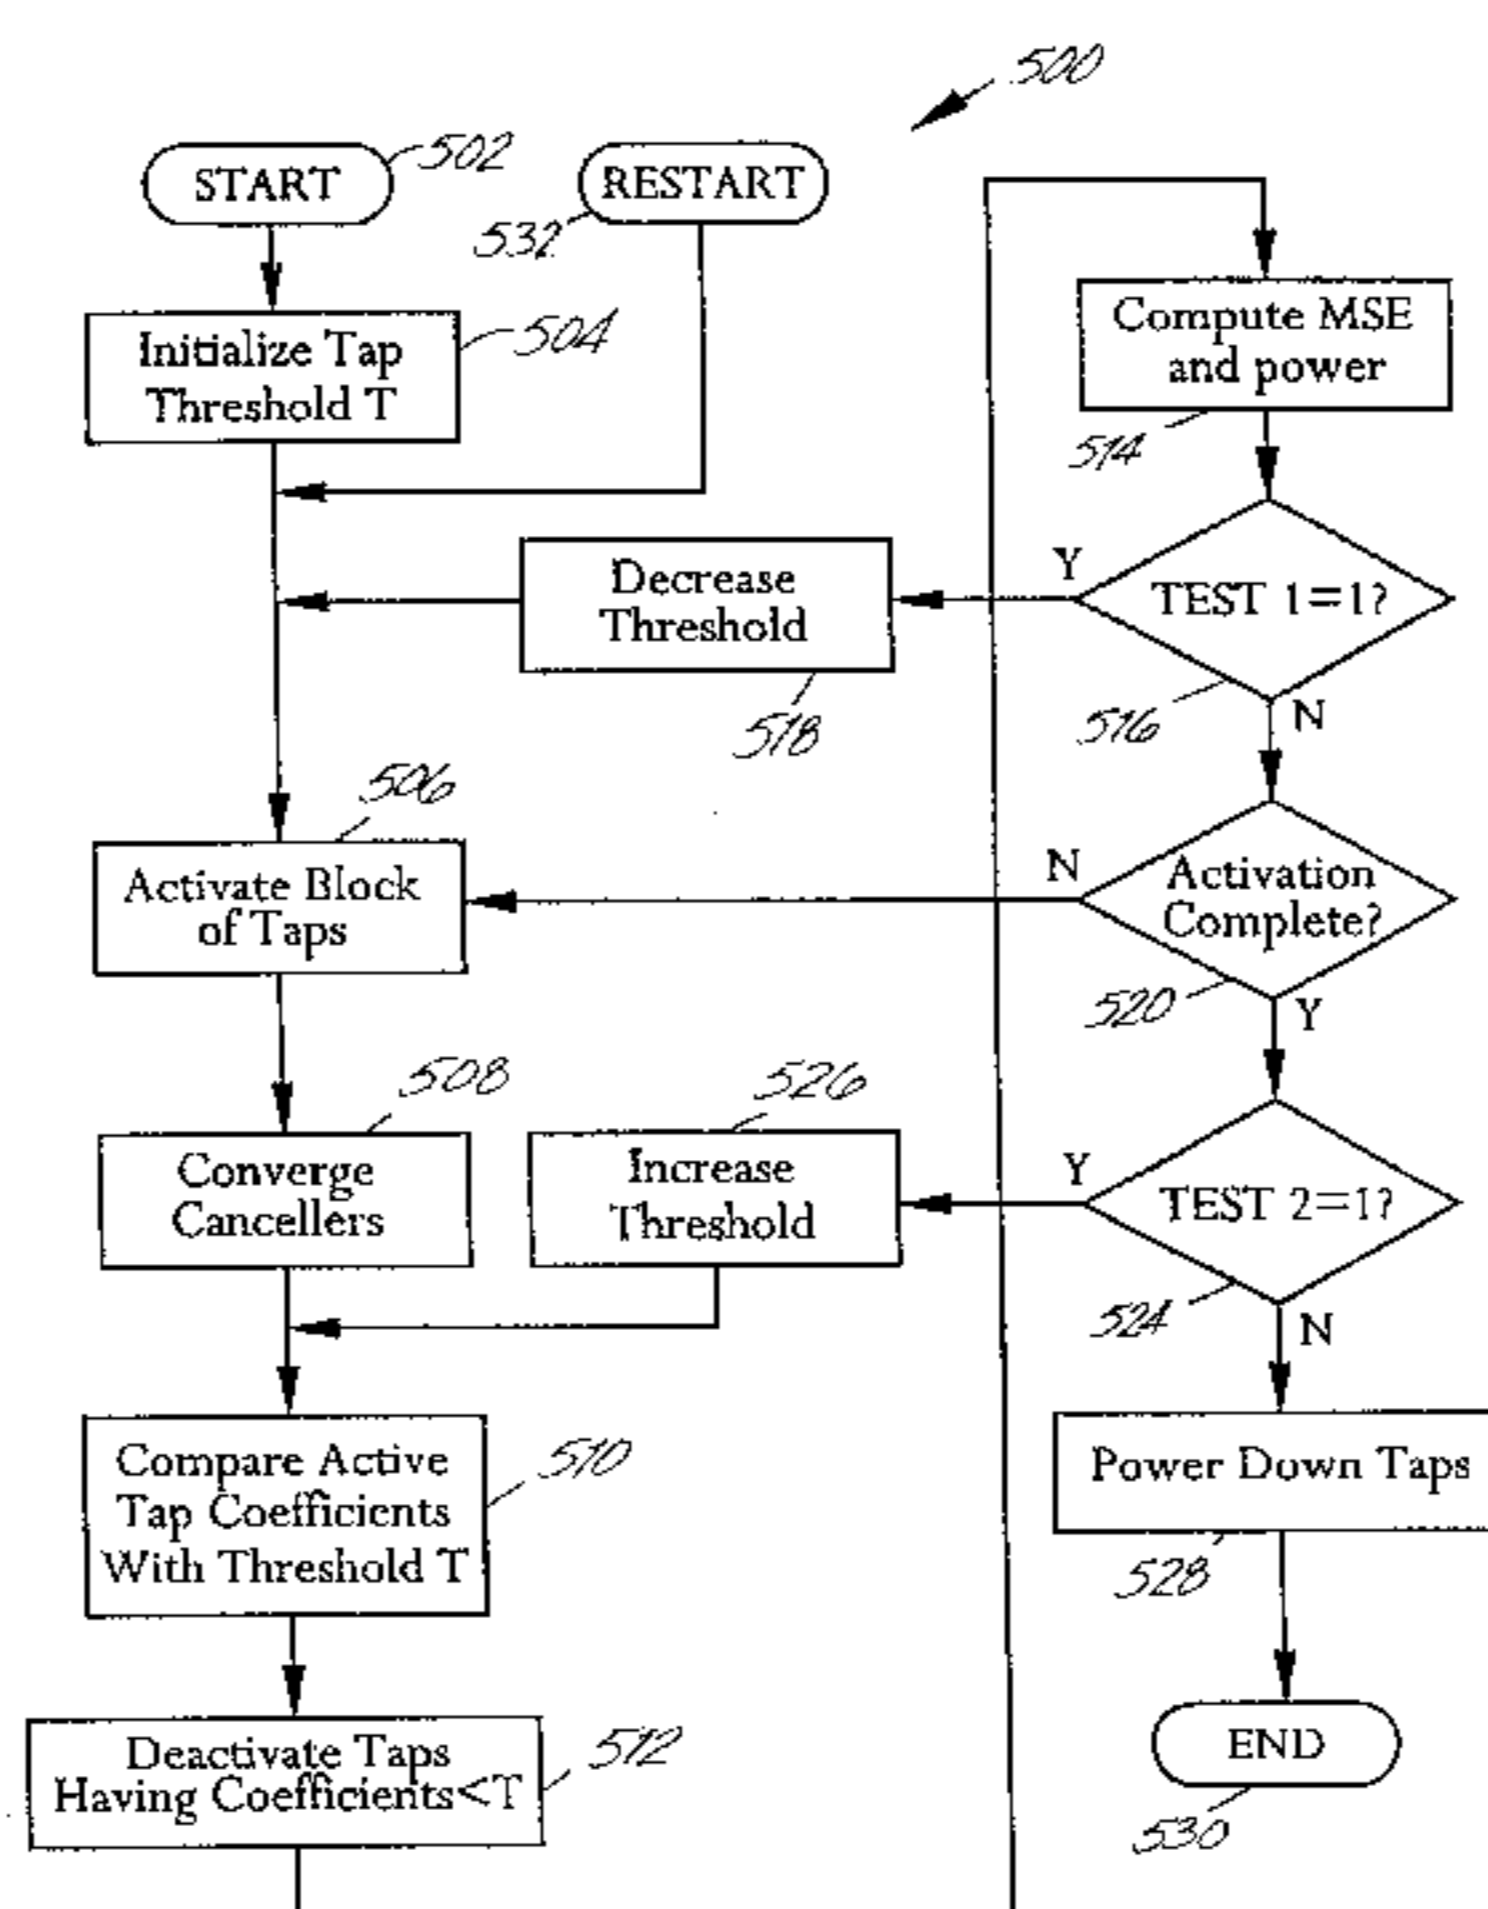 500
START
502
RESTART
532
Initialize Tap
Threshold T
504
Compute MSE
and power
514
Decrease
Threshold
518
Y
TEST 1=1?
516
N
506
Activate Block
of Taps
N
Activation
Complete?
520
Y
508
Converge
Cancellers
526
Increase
Threshold
Y
TEST 2=1?
524
N
Compare Active
Tap Coefficients
With Threshold T
510
Power Down Taps
528
Deactivate Taps
Having Coefficients<T
512
END
530